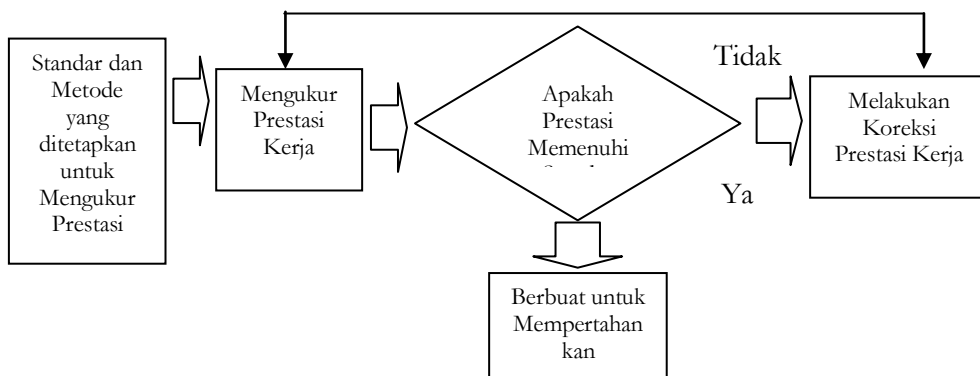 Standar dan
Metode
yang
ditetapkan
untuk
Mengukur
Prestasi
Mengukur
Prestasi
Kerja
Apakah
Prestasi
Memenuhi
Tidak
Ya
Melakukan
Koreksi
Prestasi Kerja
Berbuat untuk
Mempertahan
kan